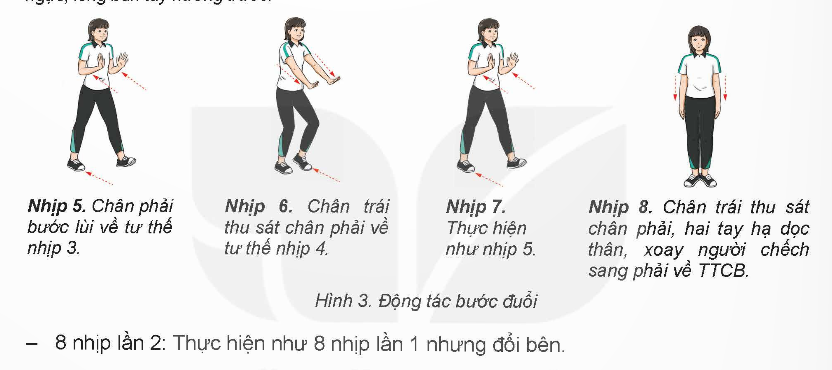 Nhịp 5. Chân phải
bước lùi về tư thế
nhịp 3.
Nhịp 6. Chân trái
thu sát chân phải về
tư thế nhịp 4.
Nhịp 7.
Thực hiện
như nhịp 5.
Nhịp 8. Chân trái thu sát
chân phải, hai tay hạ dọc
thân, xoay người chếch
sang phải về TTCB.
Hình 3. Động tác bước đuổi
– 8 nhịp lần 2: Thực hiện như 8 nhịp lần 1 nhưng đổi bên.